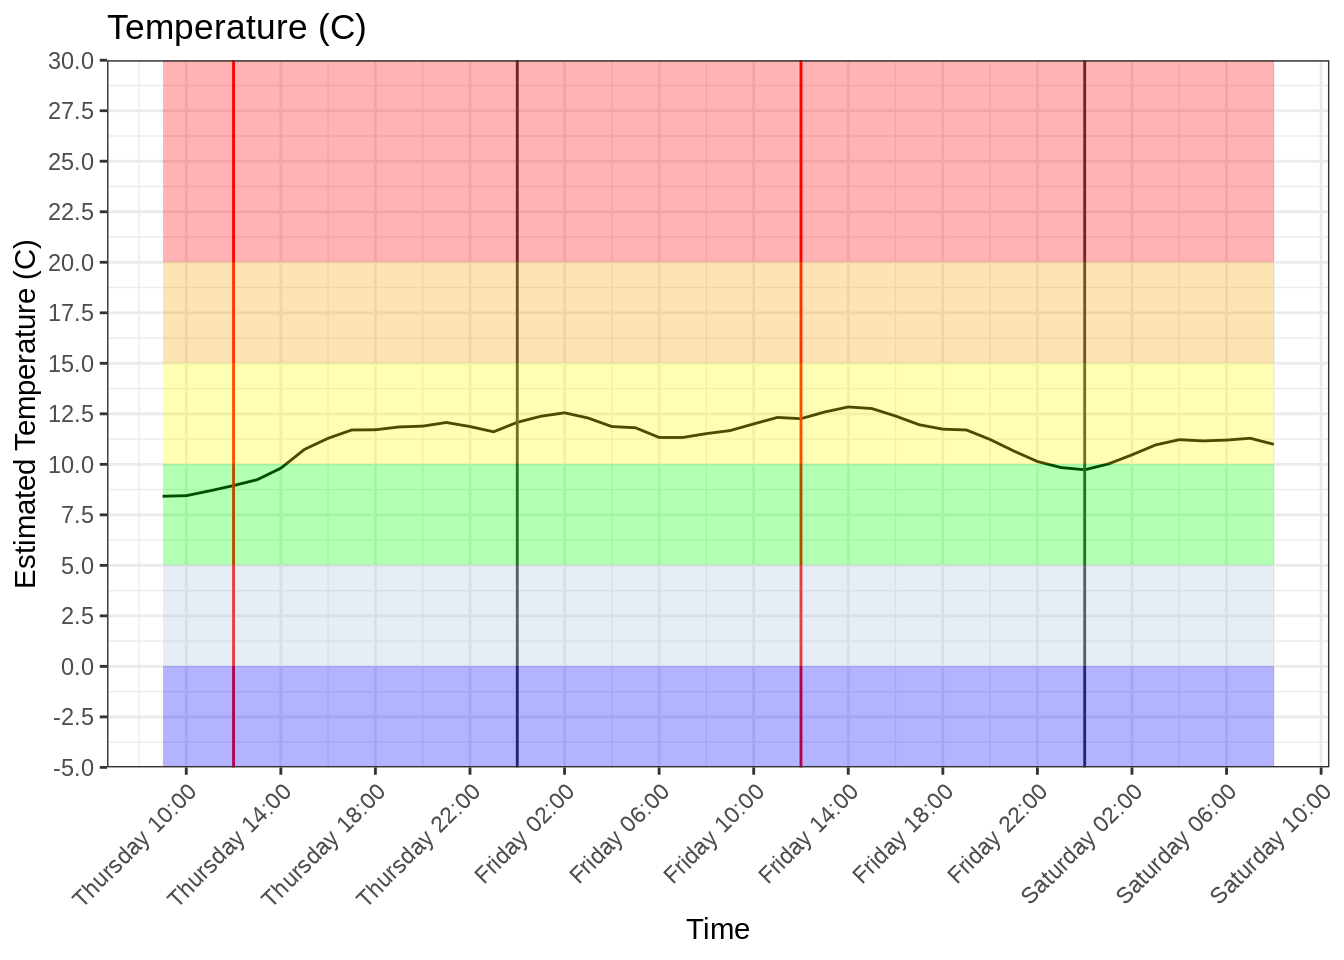 Temperature (C)
30.0
27.5
25.0
22.5
20.0
17.5
15.0
12.5
10.0
7.5
5.0
2.5
0.0
-2.5
-5.0
Estimated Temperature (C)
Thursday 10:00
Thursday 14:00
Thursday 18:00
Thursday 22:00
Friday 02:00
Friday 06:00
Friday 10:00
Friday 14:00
Friday 18:00
Friday 22:00
Saturday 02:00
Saturday 06:00
Saturday 10:00
Time